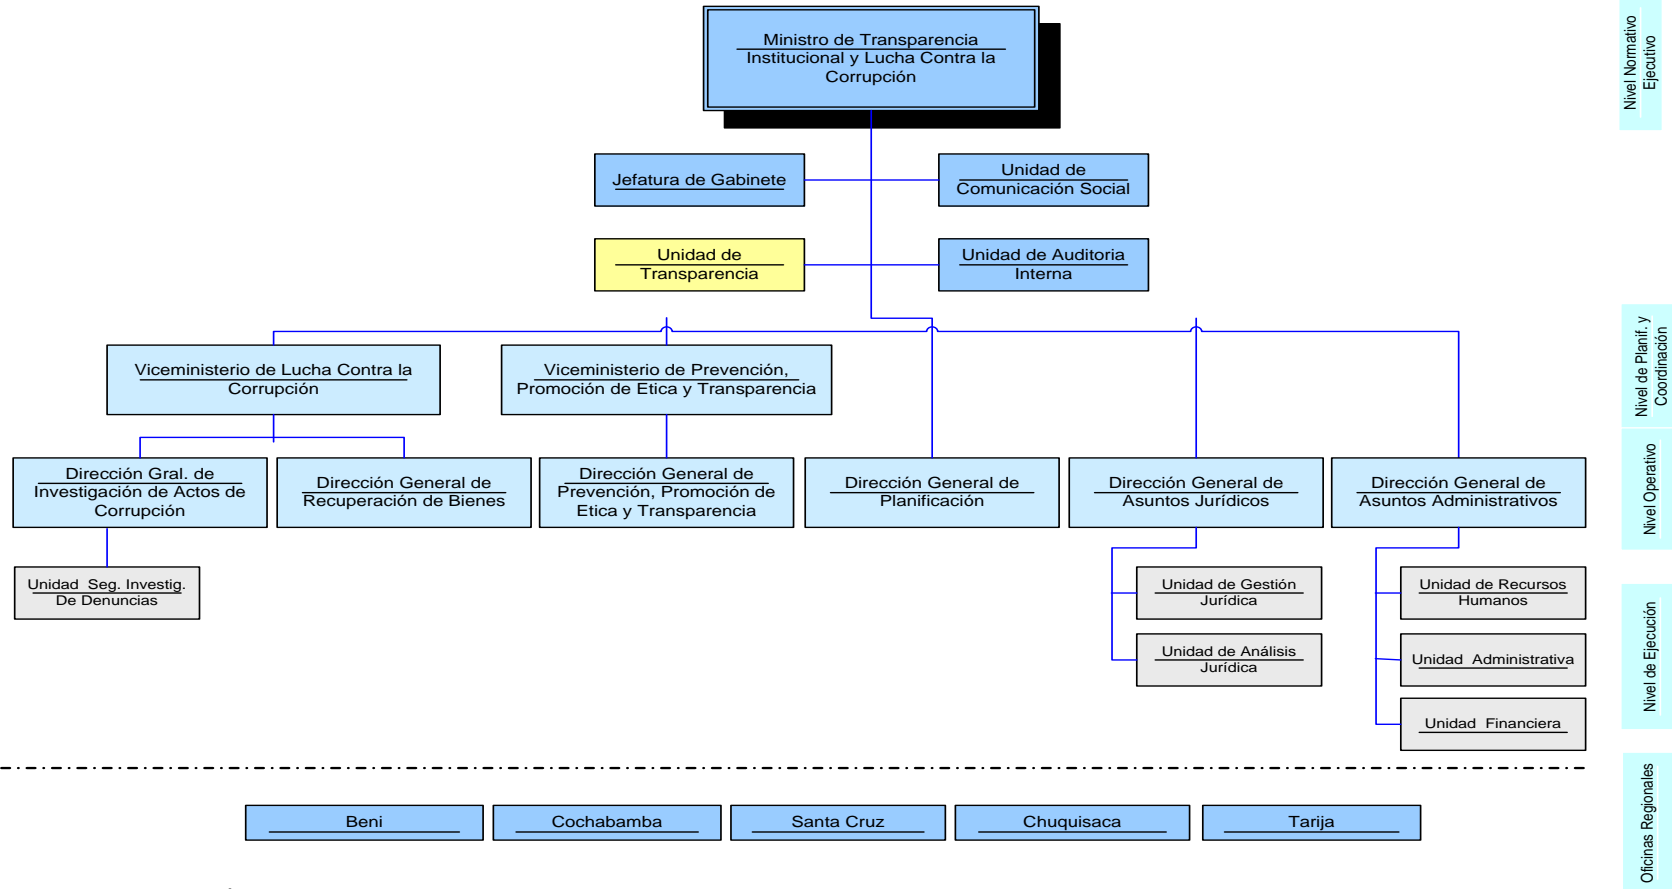 Ministro de Transparencia
Institucional y Lucha Contra la
Corrupción
Nivel Normativo
Ejecutivo
Jefatura de Gabinete
Unidad de
Comunicación Social
Unidad de
Transparencia
Unidad de Auditoria
Interna
Nivel de Planif. y
Coordinación
Viceministerio de Lucha Contra la
Corrupción
Viceministerio de Prevención,
Promoción de Etica y Transparencia
Dirección Gral. de
Investigación de Actos de
Corrupción
Dirección General de
Recuperación de Bienes
Dirección General de
Prevención, Promoción de
Etica y Transparencia
Dirección General de
Planificación
Dirección General de
Asuntos Jurídicos
Dirección General de
Asuntos Administrativos
Nivel Operativo
Unidad Seg. Investig.
De Denuncias
Unidad de Gestión
Jurídica
Unidad de Recursos
Humanos
Unidad de Análisis
Jurídica
Unidad Administrativa
Unidad Financiera
Nivel de Ejecución
Beni
Cochabamba
Santa Cruz
Chuquisaca
Tarija
Oficinas Regionales